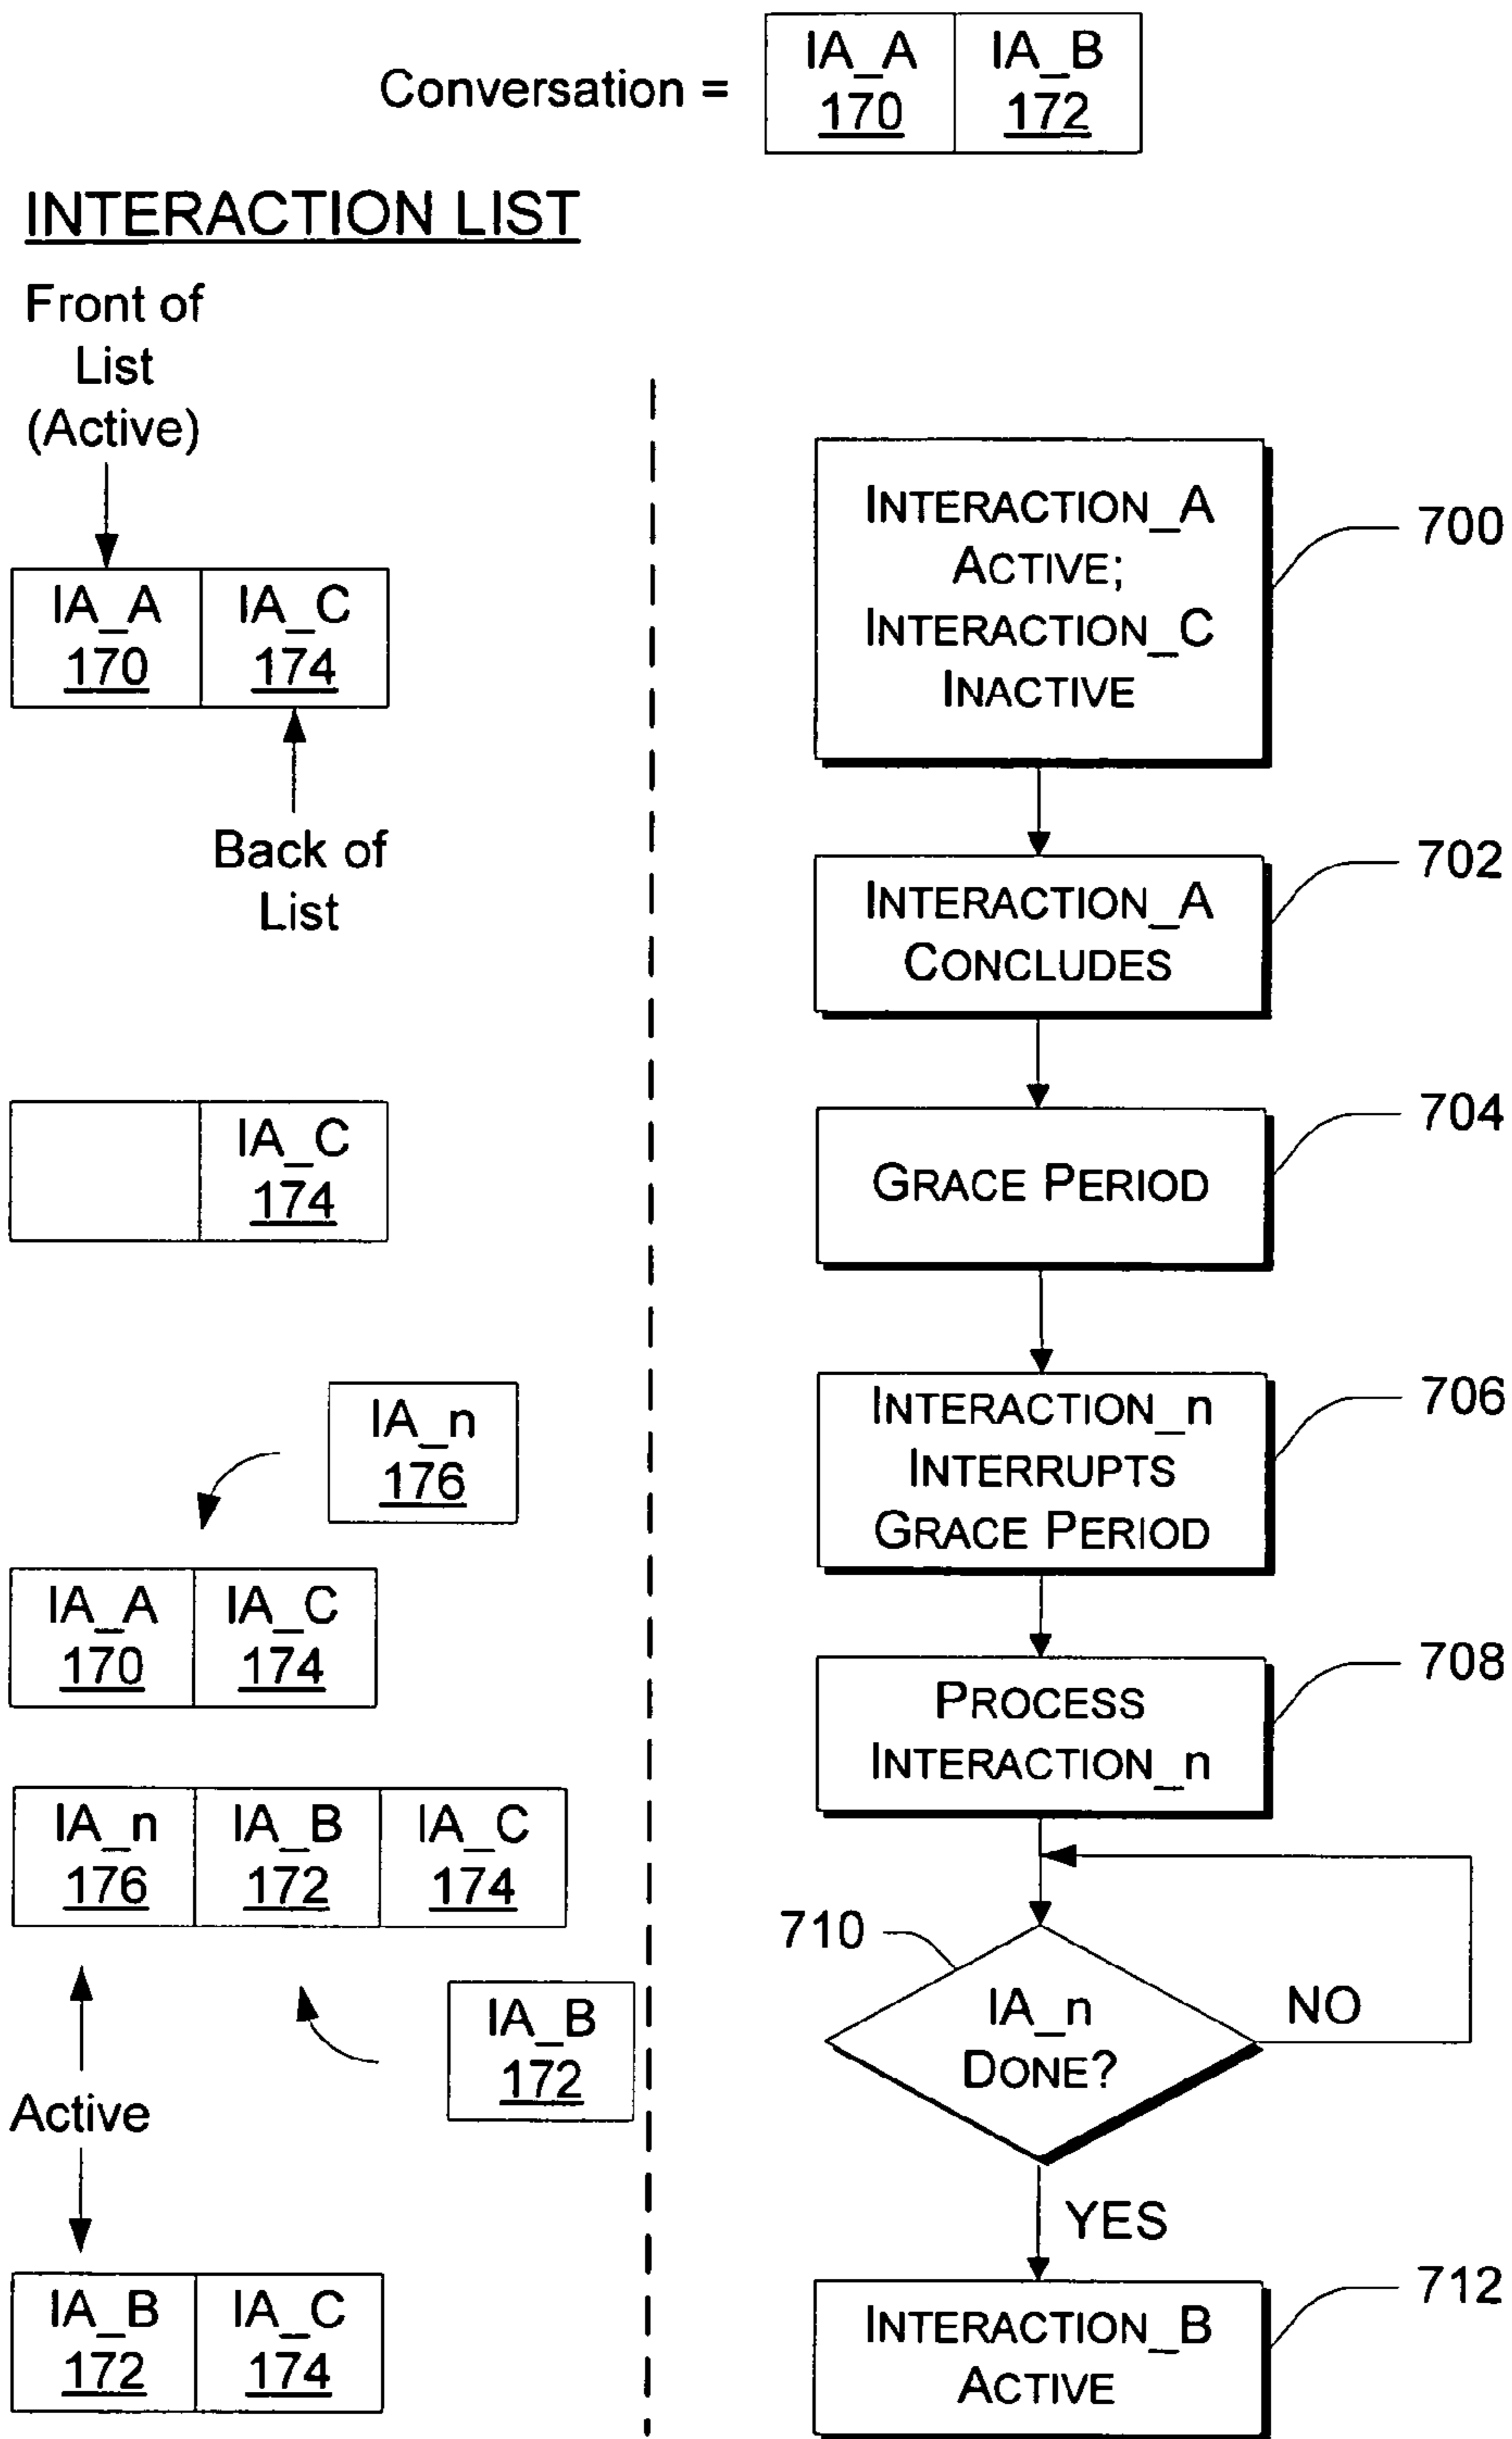 Conversation =
IA_A
170
IA_B
172
INTERACTION LIST
Front of
List
(Active)
IA_A
170
IA_C
174
Back of
List
IA_C
174
IA_n
176
IA_A
170
IA_C
174
IA_n
176
IA_B
172
IA_C
174
IA_B
172
Active
IA_B
172
IA_C
174
INTERACTION_A
ACTIVE;
INTERACTION_C
INACTIVE
700
INTERACTION_A
CONCLUDES
702
GRACE PERIOD
704
INTERACTION_n
INTERRUPTS
GRACE PERIOD
706
PROCESS
INTERACTION_n
708
710
IA_n
DONE?
NO
YES
INTERACTION_B
ACTIVE
712